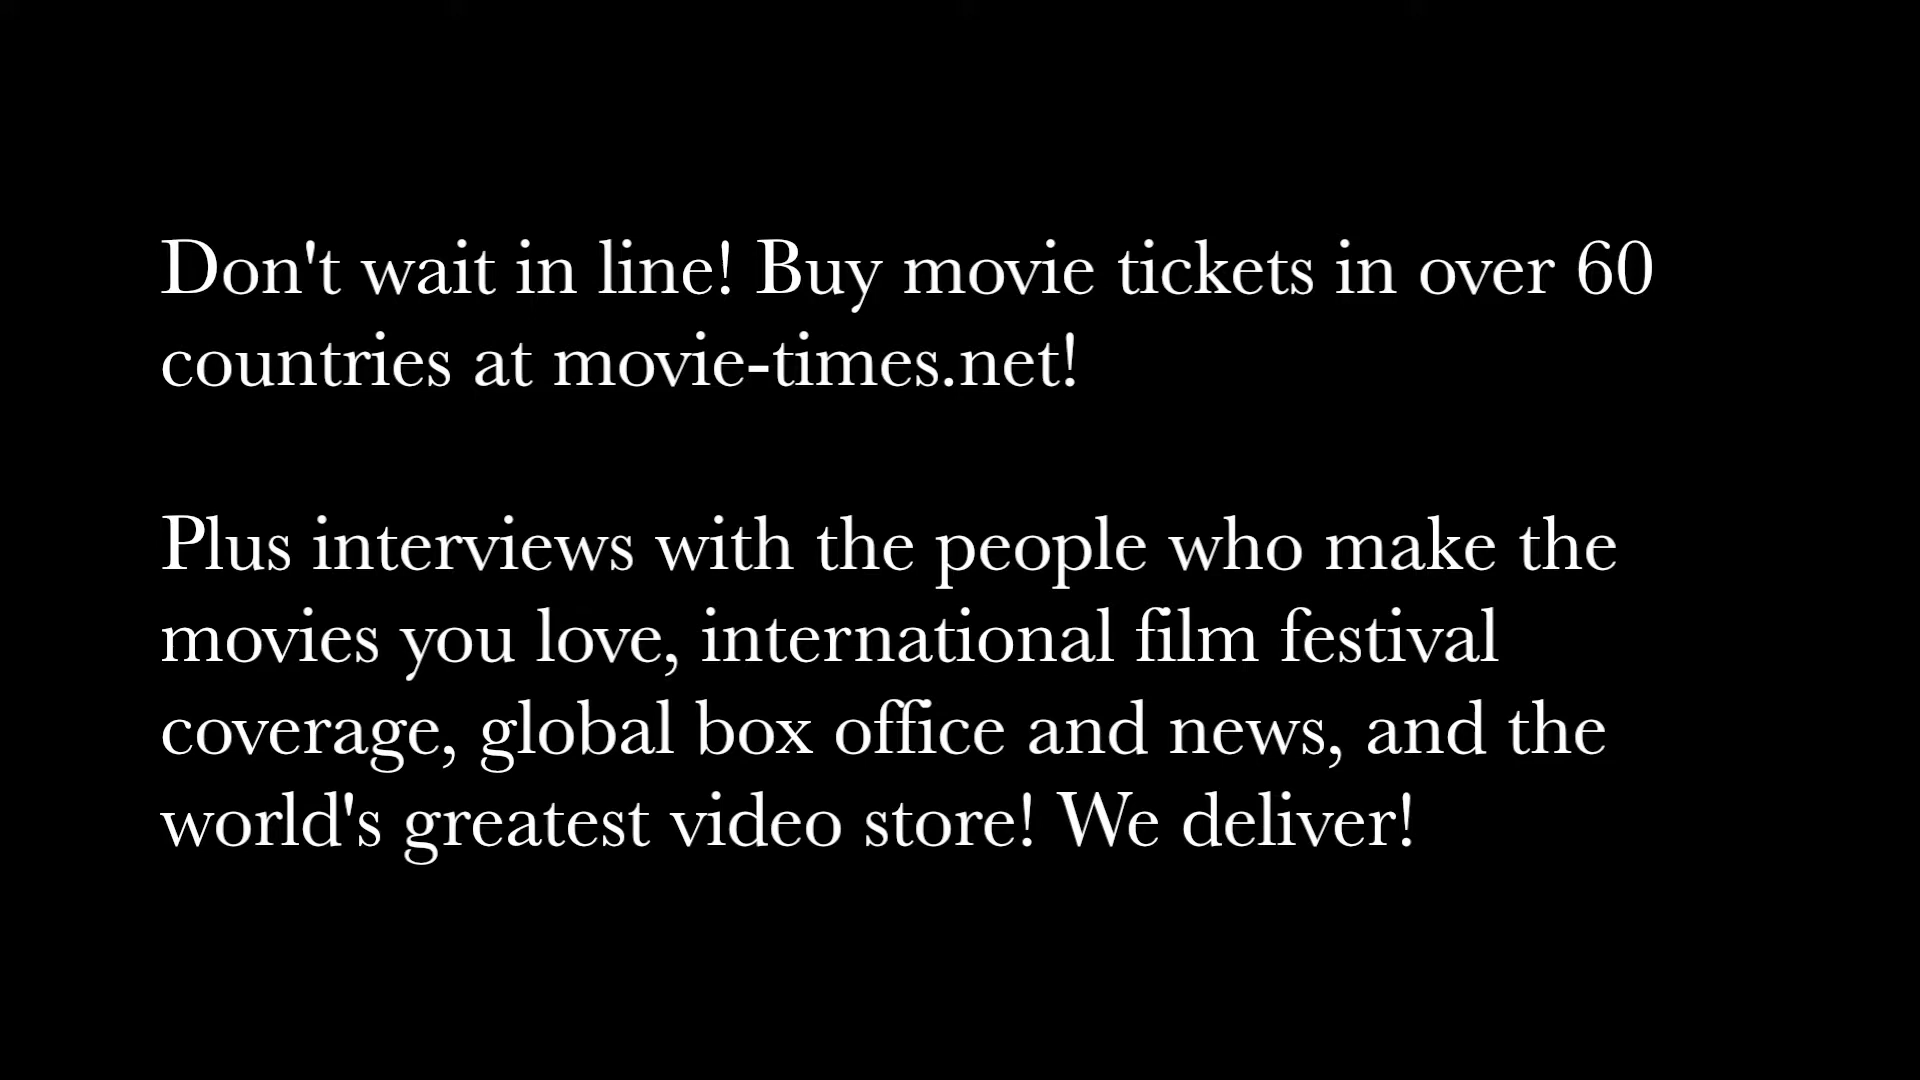 Don't wait in line! Buy movie tickets in over 60
countries at movie-times.net!
Plus interviews with the people who make the
movies you love, international film festival
coverage, global box office and news, and the
world's greatest video store! We deliver!